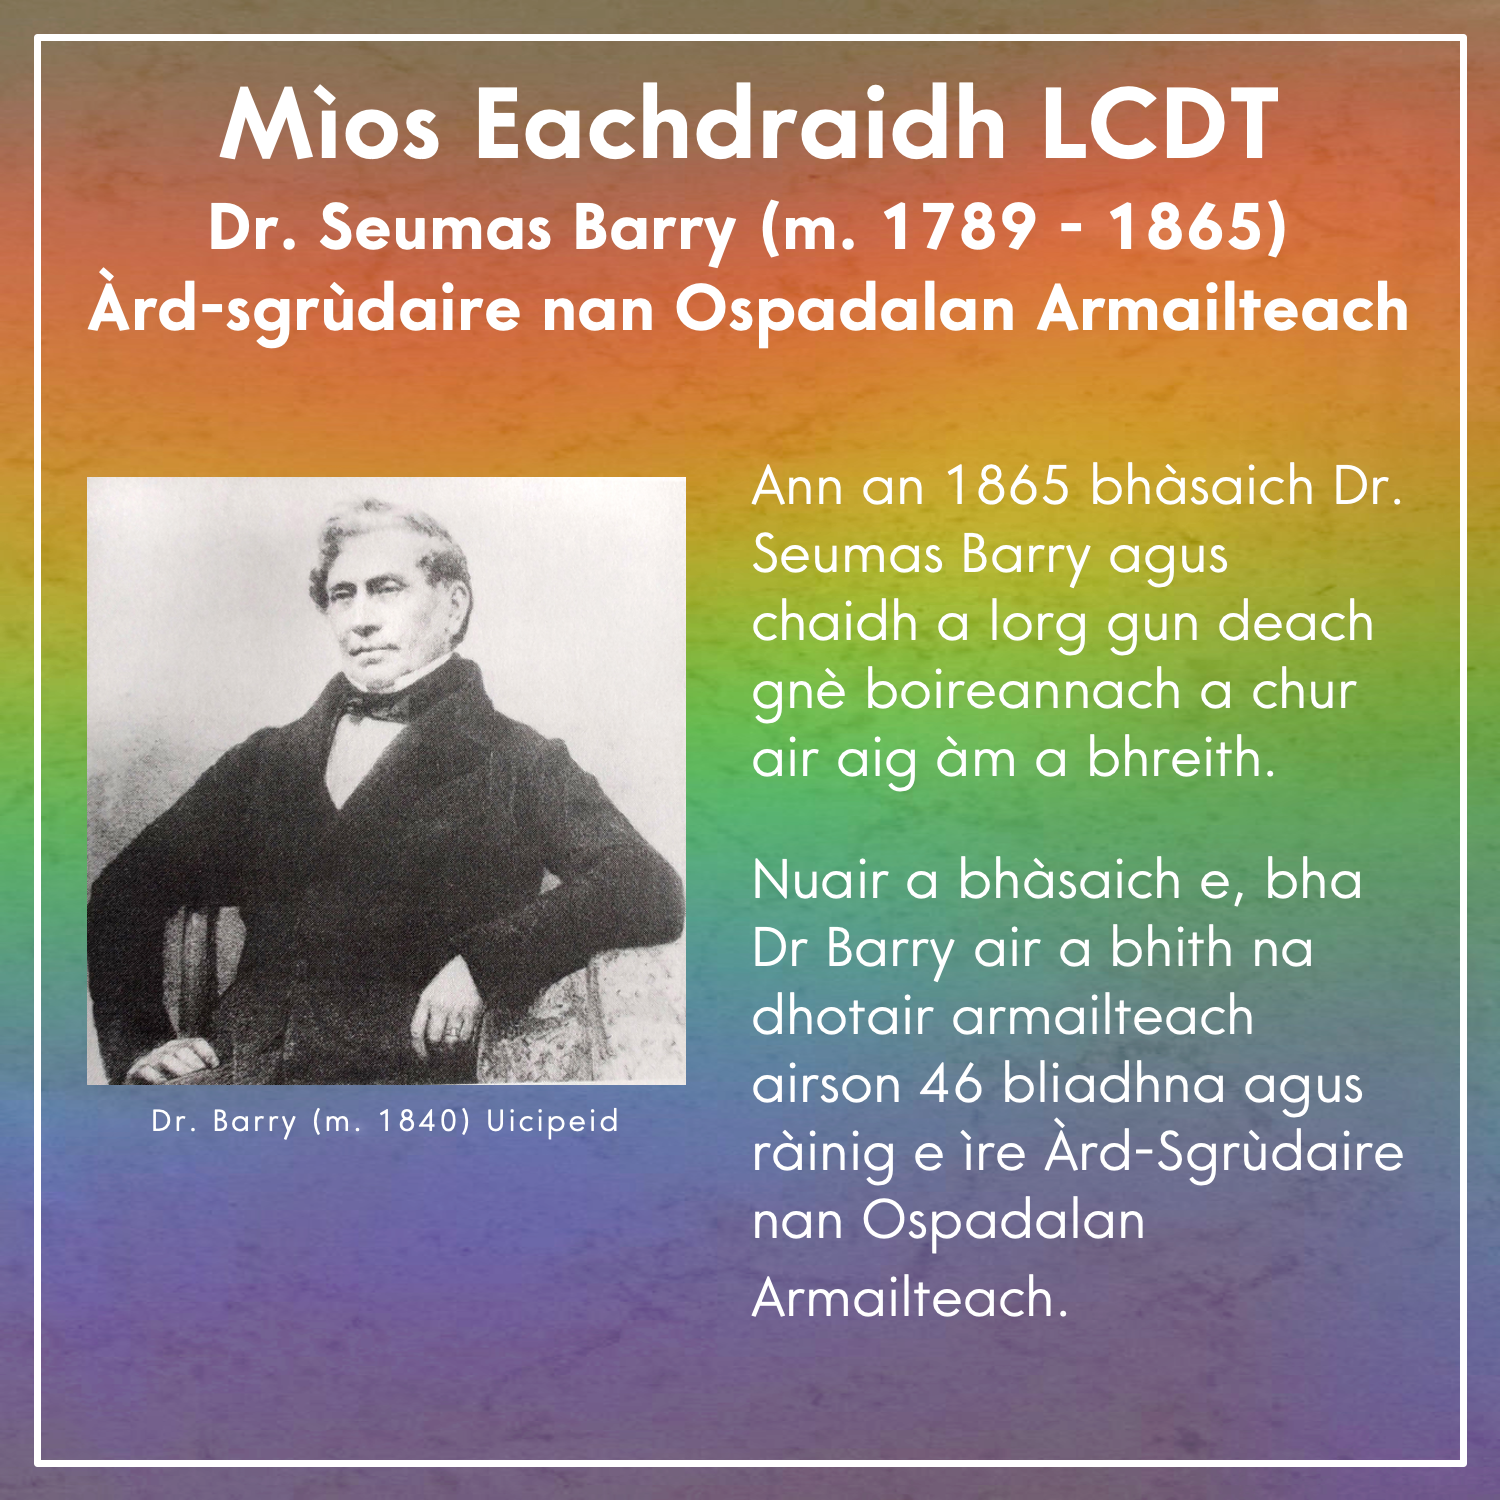 Mìos Eachdraidh LCDT
Dr. Seumas Barry (m. 1789 - 1865)
Àrd-sgrùdaire nan Ospadalan Armailteach
Ann an 1865 bhàsaich Dr.
Seumas Barry agus
chaidh a lorg gun deach
gnè boireannach a chur
air aig àm a bhreith.
Nuair a bhàsaich e, bha
Dr Barry air a bhith na
dhotair armailteach
airson 46 bliadhna agus
ràinig e ìre Àrd-Sgrùdaire
nan Ospadalan
Armailteach.
Dr. Barry (m. 1840) Uicipeid